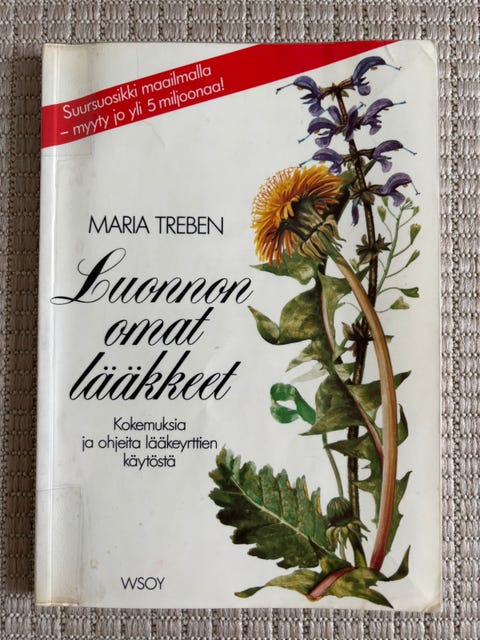 Suursuosikki maailmalla
– myyty jo yli 5 miljoonaa!
MARIA TREBEN
Luonnon
omat
lääkkeet
Kokemuksia
ja ohjeita lääkeyrttien
käytöstä
WSOY